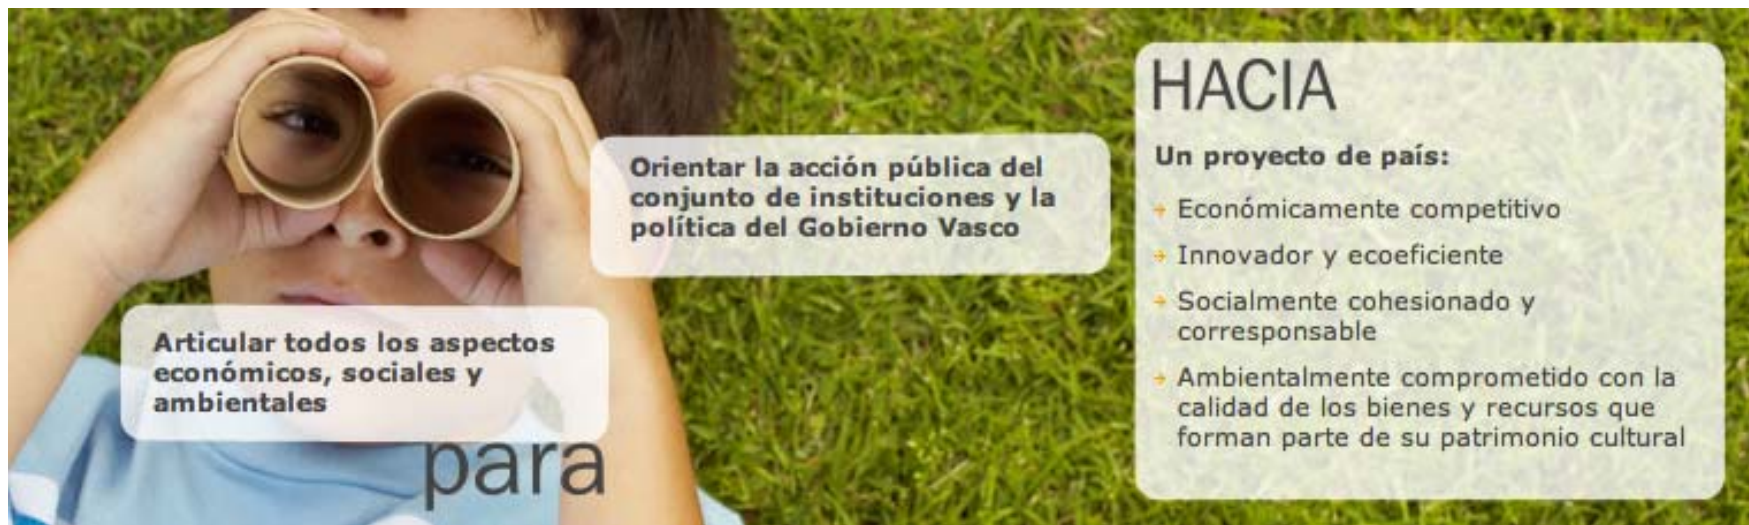 Articular todos los aspectos
económicos, sociales y
ambientales
para
Orientar la acción pública del
conjunto de instituciones y la
política del Gobierno Vasco
HACIA
Un proyecto de país:
Económicamente competitivo
Innovador y ecoeficiente
Socialmente cohesionado y
corresponsable
Ambientalmente comprometido con la
calidad de los bienes y recursos que
forman parte de su patrimonio cultural